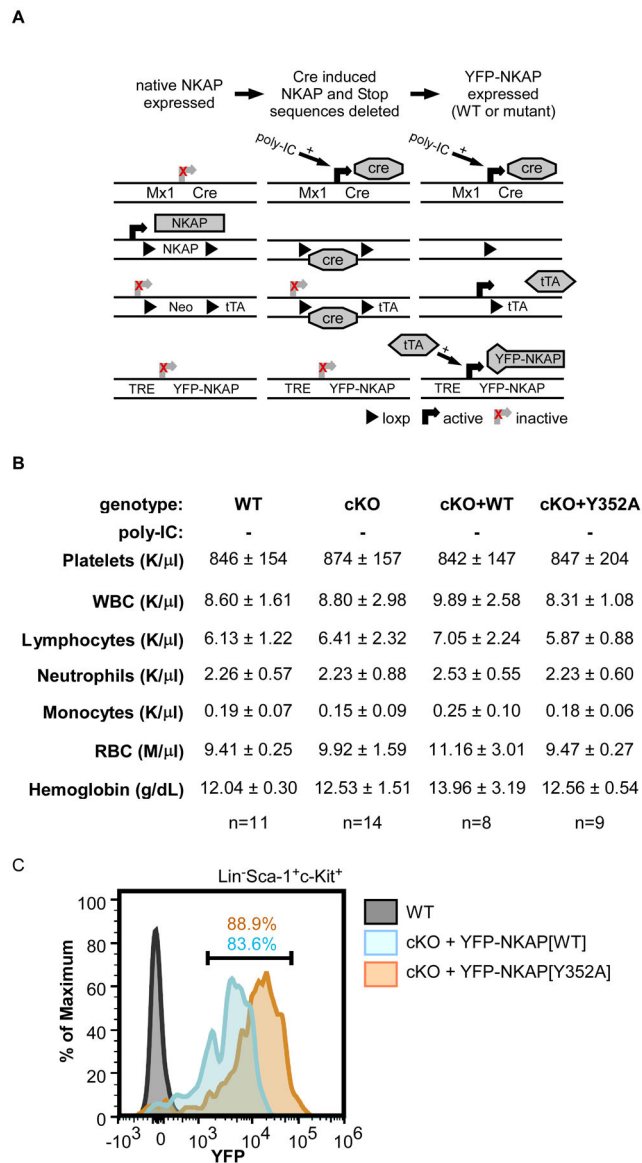 A
native NKAP
expressed
Cre induced
NKAP and Stop
sequences deleted
YFP-NKAP
expressed
(WT or mutant)
poly-IC + cre
poly-IC + cre
X
Mx1 Cre
Mx1 Cre
Mx1 Cre
NKAP
NKAP
cre
X
X
tTA
Neo tTA
cre
tTA
tTA
tTA
+
YFP-NKAP
X
X
TRE YFP-NKAP
TRE YFP-NKAP
TRE YFP-NKAP
loxp active X inactive
B
genotype: WT cKO cKO+WT cKO+Y352A
poly-IC: - - - -
Platelets (K/µl) 846 ± 154 874 ± 157 842 ± 147 847 ± 204
WBC (K/µl) 8.60 ± 1.61 8.80 ± 2.98 9.89 ± 2.58 8.31 ± 1.08
Lymphocytes (K/µl) 6.13 ± 1.22 6.41 ± 2.32 7.05 ± 2.24 5.87 ± 0.88
Neutrophils (K/µl) 2.26 ± 0.57 2.23 ± 0.88 2.53 ± 0.55 2.23 ± 0.60
Monocytes (K/µl) 0.19 ± 0.07 0.15 ± 0.09 0.25 ± 0.10 0.18 ± 0.06
RBC (M/µl) 9.41 ± 0.25 9.92 ± 1.59 11.16 ± 3.01 9.47 ± 0.27
Hemoglobin (g/dL) 12.04 ± 0.30 12.53 ± 1.51 13.96 ± 3.19 12.56 ± 0.54
n=11 n=14 n=8 n=9
C
Lin⁻Sca-1⁺c-Kit⁺
100
80
60
40
20
0
% of Maximum
88.9%
83.6%
-10³ 0 10³ 10⁴ 10⁵ 10⁶
YFP
WT
cKO + YFP-NKAP[WT]
cKO + YFP-NKAP[Y352A]